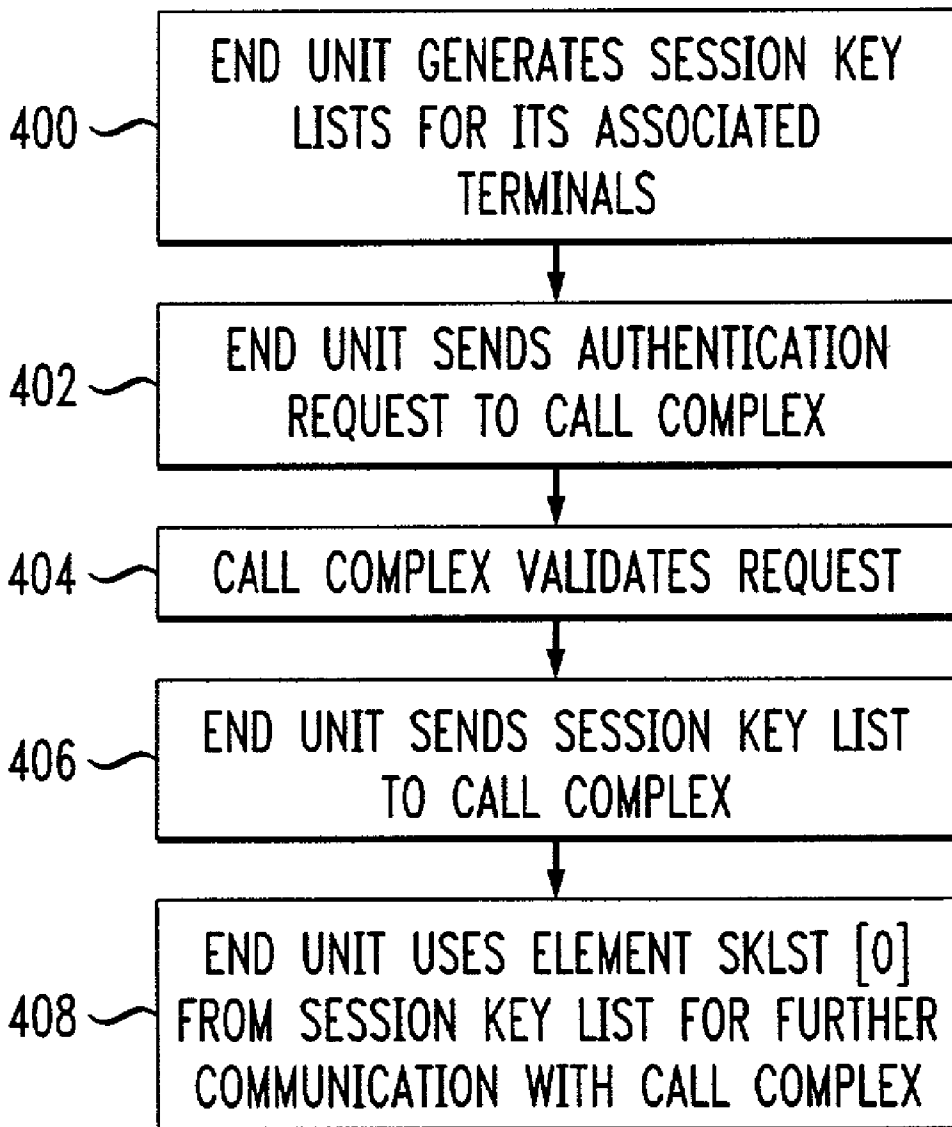 400
END UNIT GENERATES SESSION KEY
LISTS FOR ITS ASSOCIATED
TERMINALS
402
END UNIT SENDS AUTHENTICATION
REQUEST TO CALL COMPLEX
404
CALL COMPLEX VALIDATES REQUEST
406
END UNIT SENDS SESSION KEY LIST
TO CALL COMPLEX
408
END UNIT USES ELEMENT SKLST [0]
FROM SESSION KEY LIST FOR FURTHER
COMMUNICATION WITH CALL COMPLEX